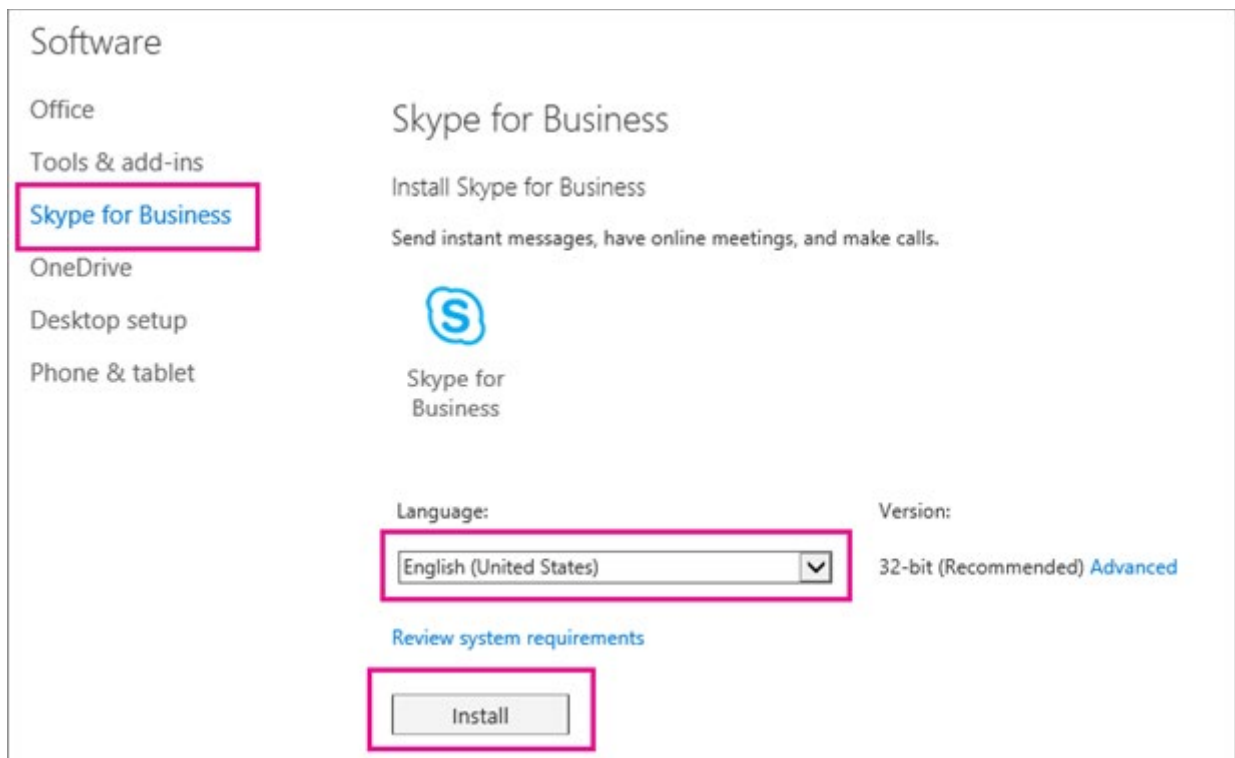 Software
Office
Tools & add-ins
Skype for Business
OneDrive
Desktop setup
Phone & tablet
Skype for Business
Install Skype for Business
Send instant messages, have online meetings, and make calls.
S
Skype for
Business
Language:
English (United States)
Version:
32-bit (Recommended) Advanced
Review system requirements
Install